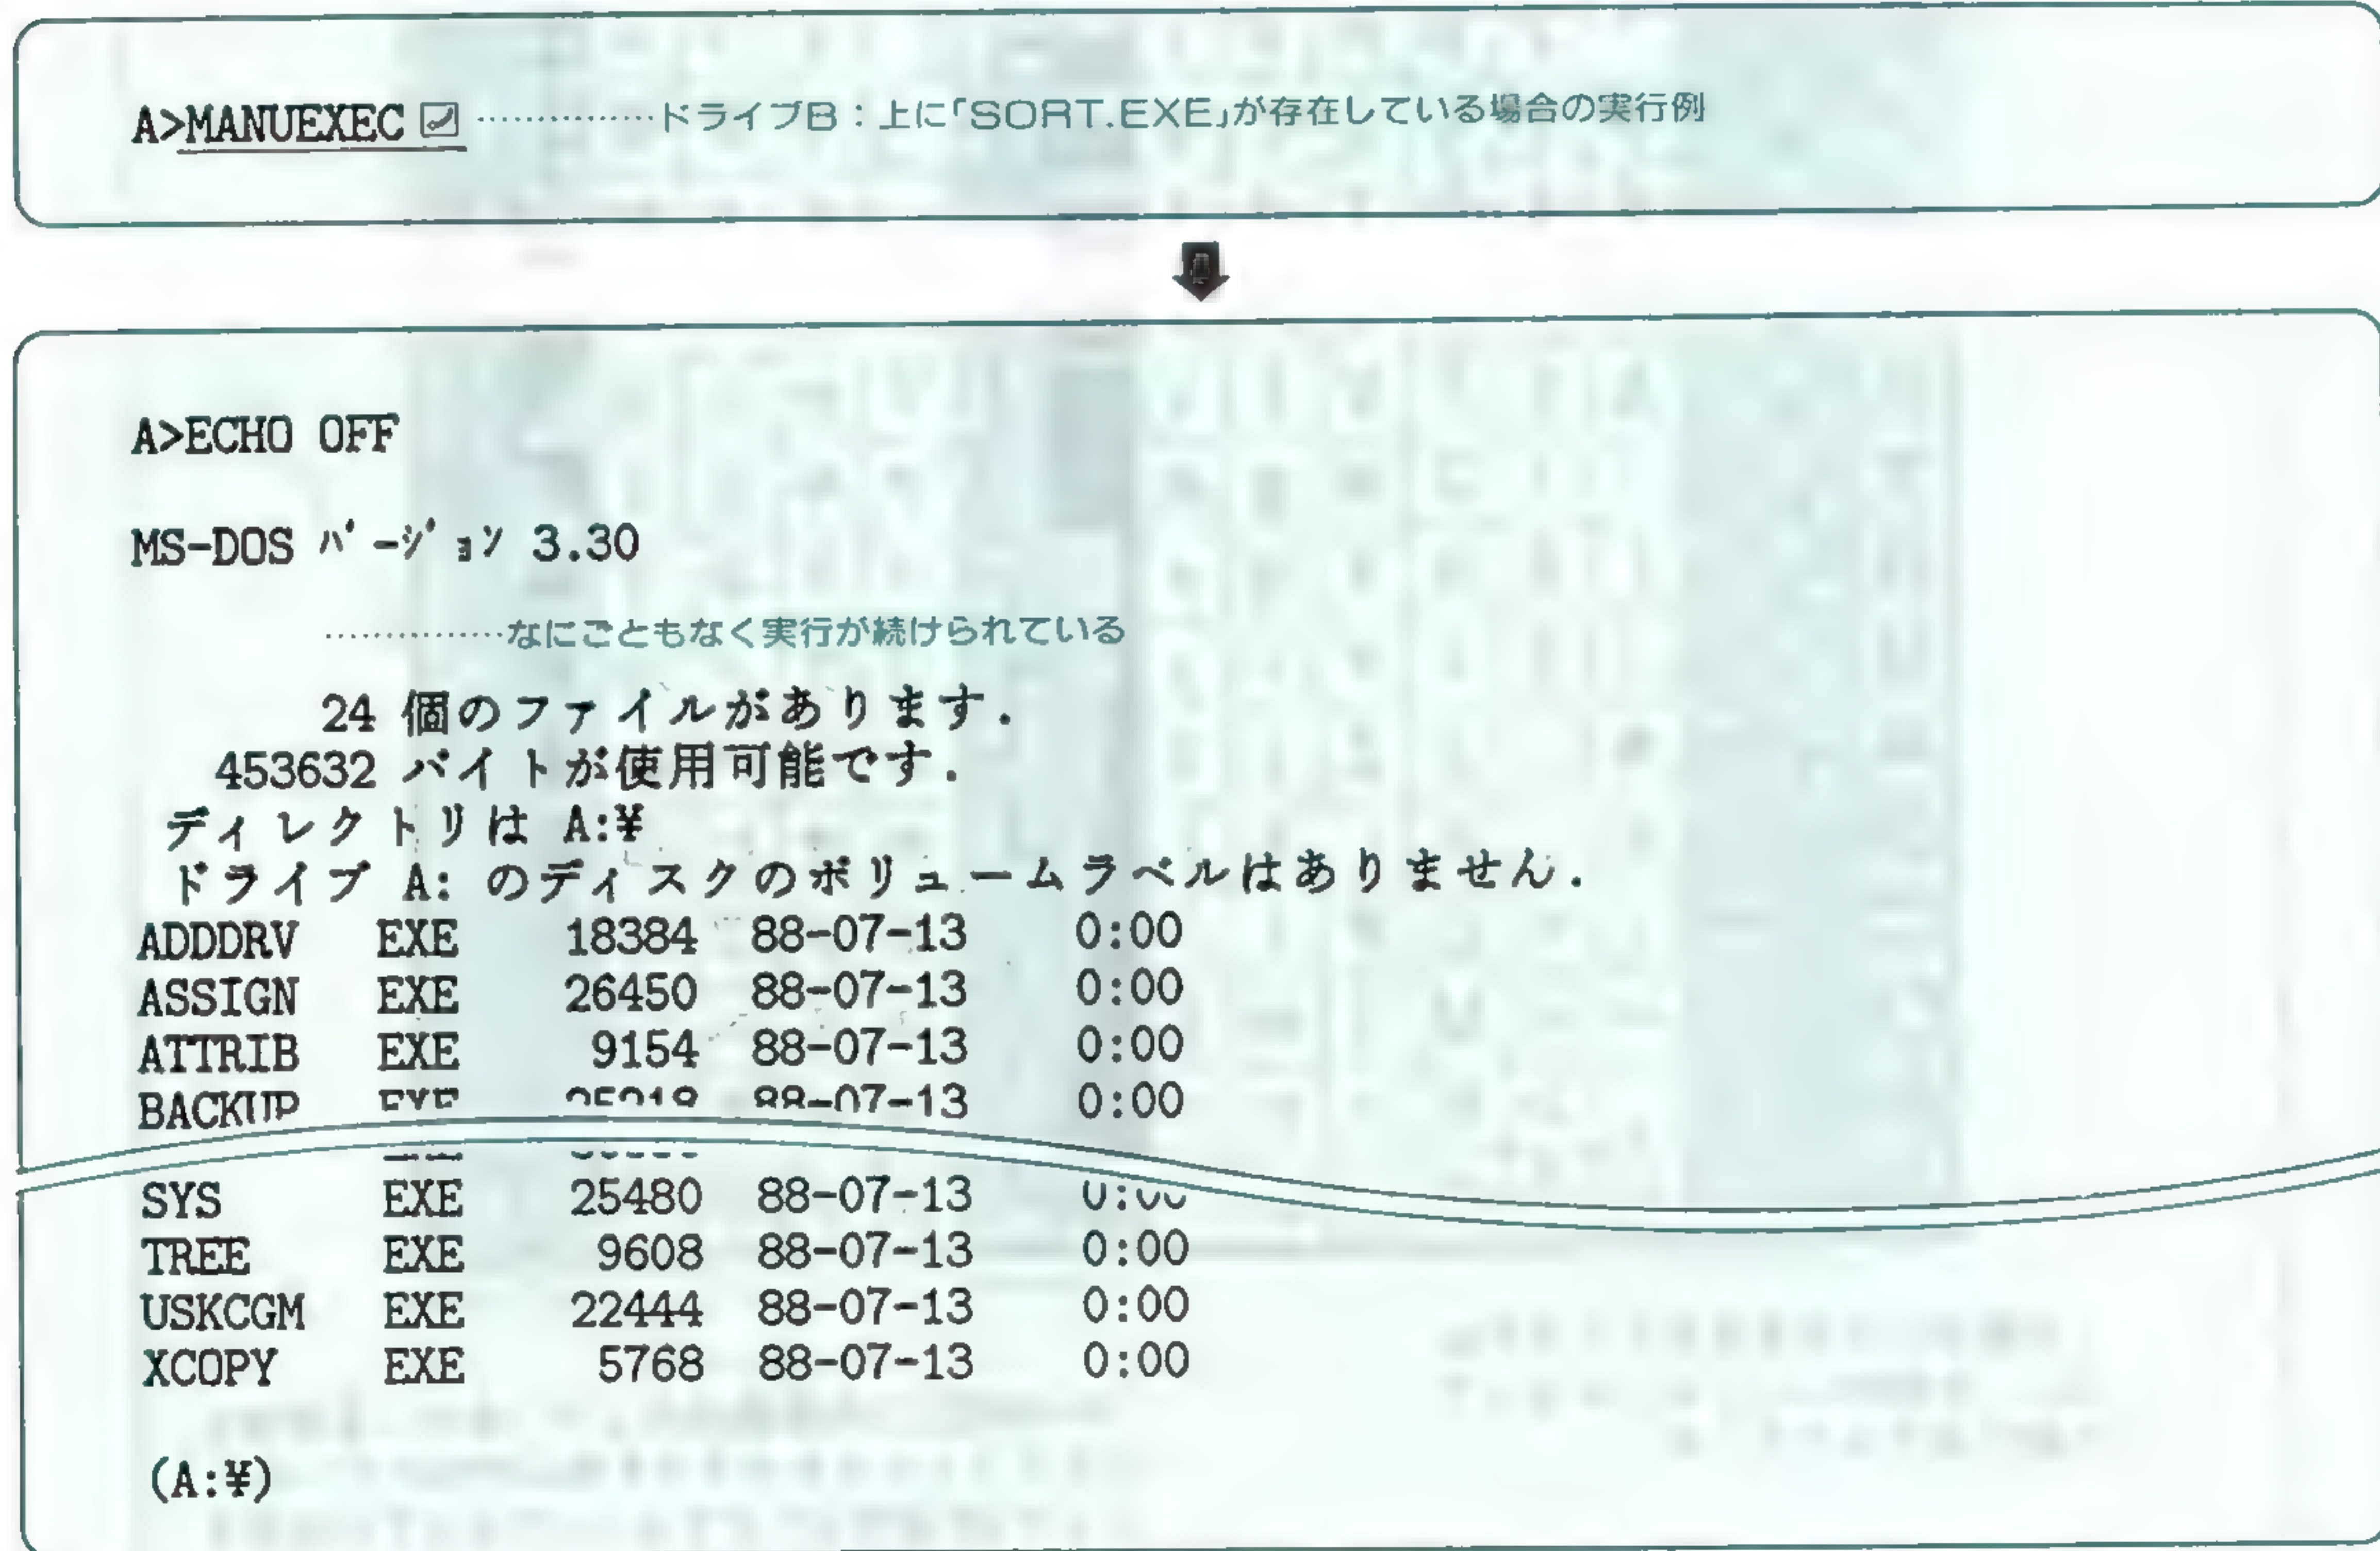 A>MANUEXEC ……………ドライブB：上に「SORT.EXE」が存在している場合の実行例
A>ECHO OFF
MS-DOS ﾊﾞｰｼﾞｮﾝ 3.30
……………なにごともなく実行が続けられている
24 個のファイルがあります．
453632 バイトが使用可能です．
ディレクトリは A:¥
ドライブ A: のディスクのボリュームラベルはありません．
ADDDRV EXE 18384 88-07-13 0:00
ASSIGN EXE 26450 88-07-13 0:00
ATTRIB EXE 9154 88-07-13 0:00
BACKUP EXE 88-07-13 0:00
SYS EXE 25480 88-07-13 0:00
TREE EXE 9608 88-07-13 0:00
USKCGM EXE 22444 88-07-13 0:00
XCOPY EXE 5768 88-07-13 0:00
(A:¥)